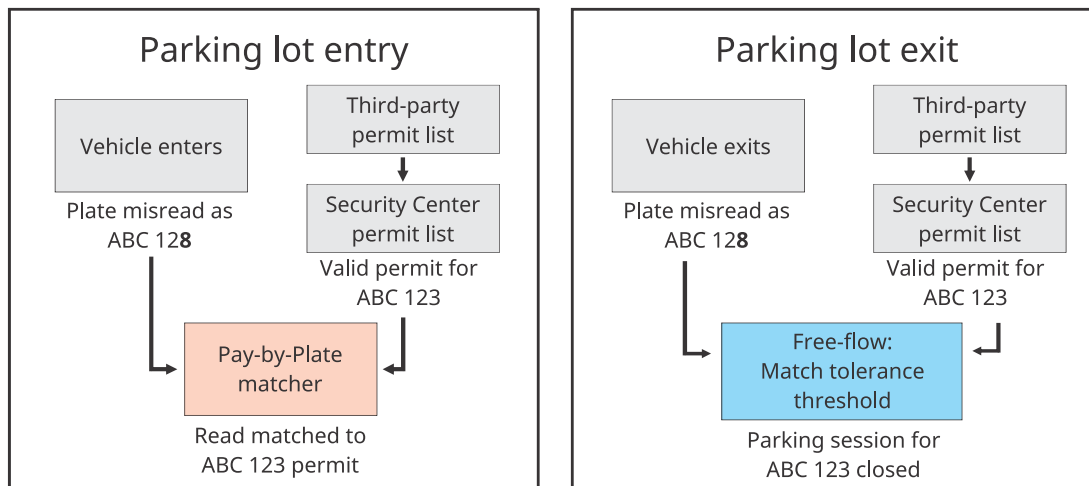 Parking lot entry
Vehicle enters
Third-party
permit list
Plate misread as
ABC 128
Security Center
permit list
Valid permit for
ABC 123
Pay-by-Plate
matcher
Read matched to
ABC 123 permit
Parking lot exit
Vehicle exits
Third-party
permit list
Plate misread as
ABC 128
Security Center
permit list
Valid permit for
ABC 123
Free-flow:
Match tolerance
threshold
Parking session for
ABC 123 closed